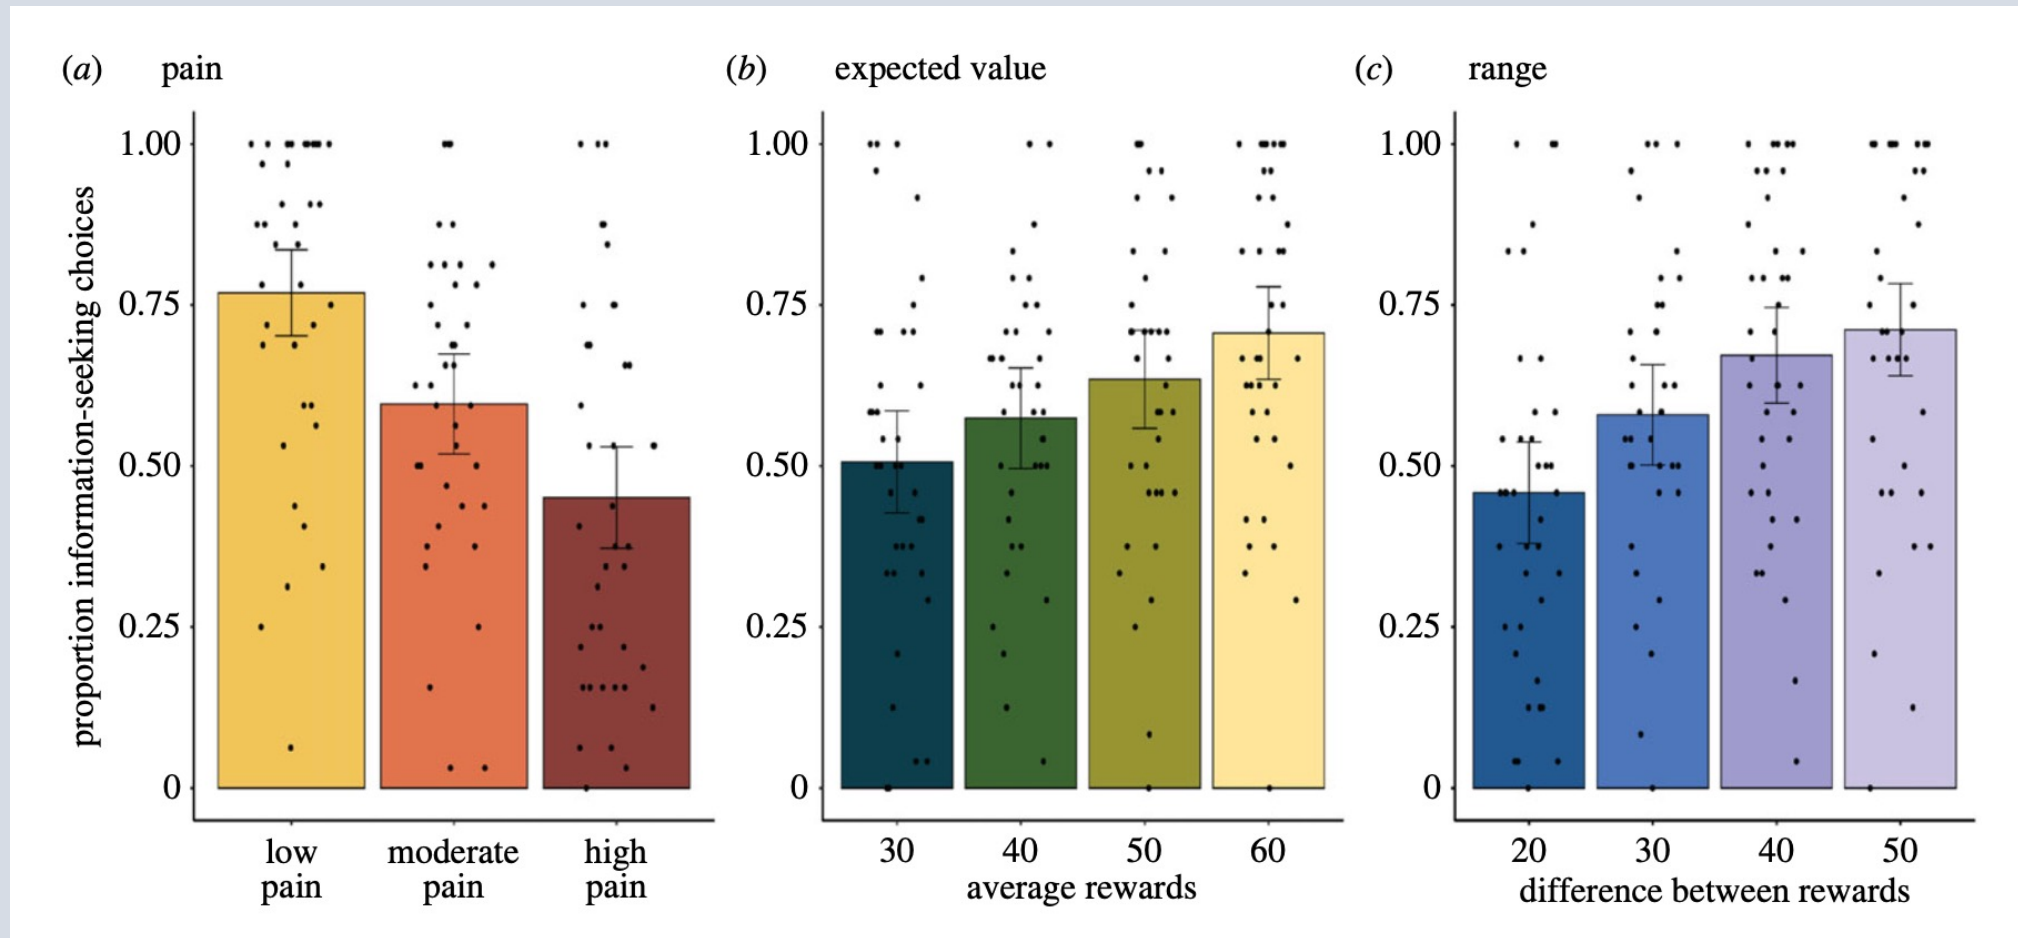 (a) pain
(b) expected value
(c) range
proportion information-seeking choices
1.00
0.75
0.50
0.25
0
low pain
moderate pain
high pain
1.00
0.75
0.50
0.25
0
30 40 50 60
average rewards
1.00
0.75
0.50
0.25
0
20 30 40 50
difference between rewards